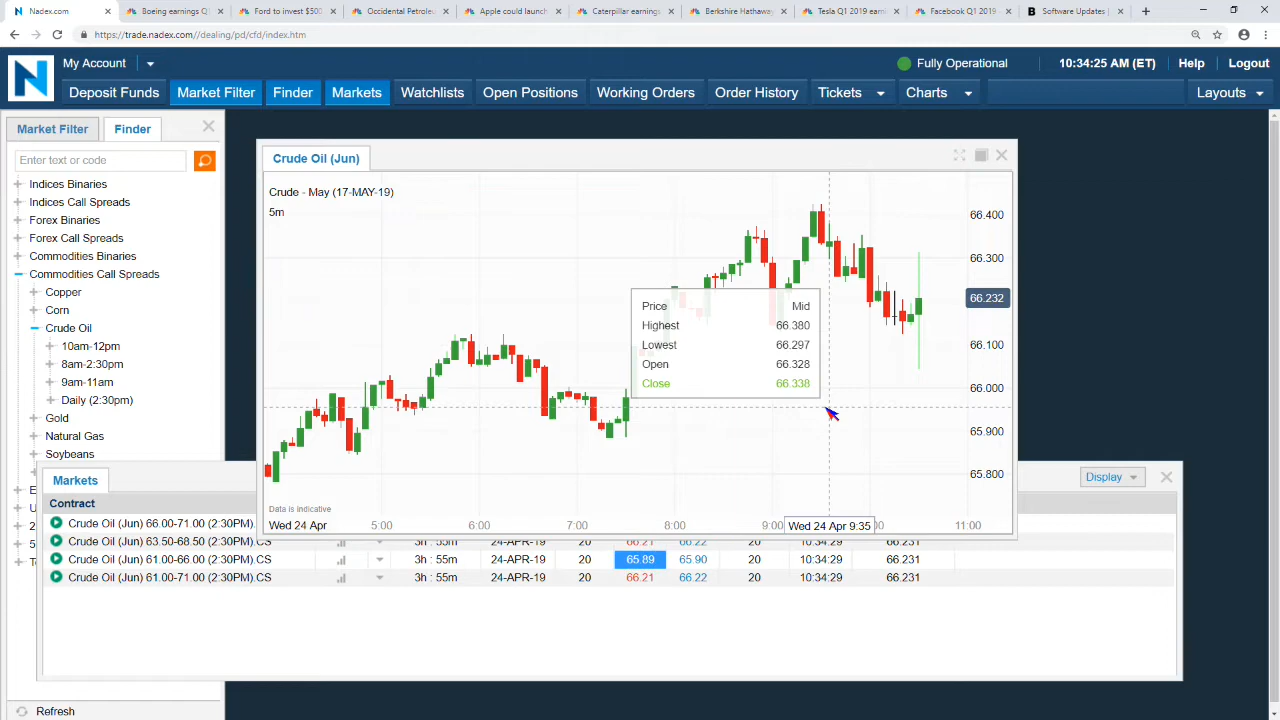 Nadex.com
Boeing earnings Q
Ford to invest $500
Occidental Petrole
Apple could launch
Caterpillar earnings
Berkshire Hathaway
Tesla Q1 2019 earni
Facebook Q1 2019
Software Updates
https://trade.nadex.com/dealing/pd/cfd/index.htm
My Account
Fully Operational
10:34:25 AM (ET)
Help
Logout
Deposit Funds
Market Filter
Finder
Markets
Watchlists
Open Positions
Working Orders
Order History
Tickets
Charts
Layouts
Market Filter
Finder
Enter text or code
Indices Binaries
Indices Call Spreads
Forex Binaries
Forex Call Spreads
Commodities Binaries
Commodities Call Spreads
Copper
Corn
Crude Oil
10am-12pm
8am-2:30pm
9am-11am
Daily (2:30pm)
Gold
Natural Gas
Soybeans
Refresh
Crude Oil (Jun)
Crude - May (17-MAY-19)
5m
66.400
66.300
66.232
66.100
66.000
65.900
65.800
Price Mid
Highest 66.380
Lowest 66.297
Open 66.328
Close 66.338
Data is indicative
Wed 24 Apr 5:00 6:00 7:00 8:00 9:00 Wed 24 Apr 9:35 11:00
Markets
Display
Contract
Crude Oil (Jun) 66.00-71.00 (2:30PM).CS
Crude Oil (Jun) 63.50-68.50 (2:30PM).CS 3h : 55m 24-APR-19 20 66.21 66.22 20 10:34:29 66.231
Crude Oil (Jun) 61.00-66.00 (2:30PM).CS 3h : 55m 24-APR-19 20 65.89 65.90 20 10:34:29 66.231
Crude Oil (Jun) 61.00-71.00 (2:30PM).CS 3h : 55m 24-APR-19 20 66.21 66.22 20 10:34:29 66.231